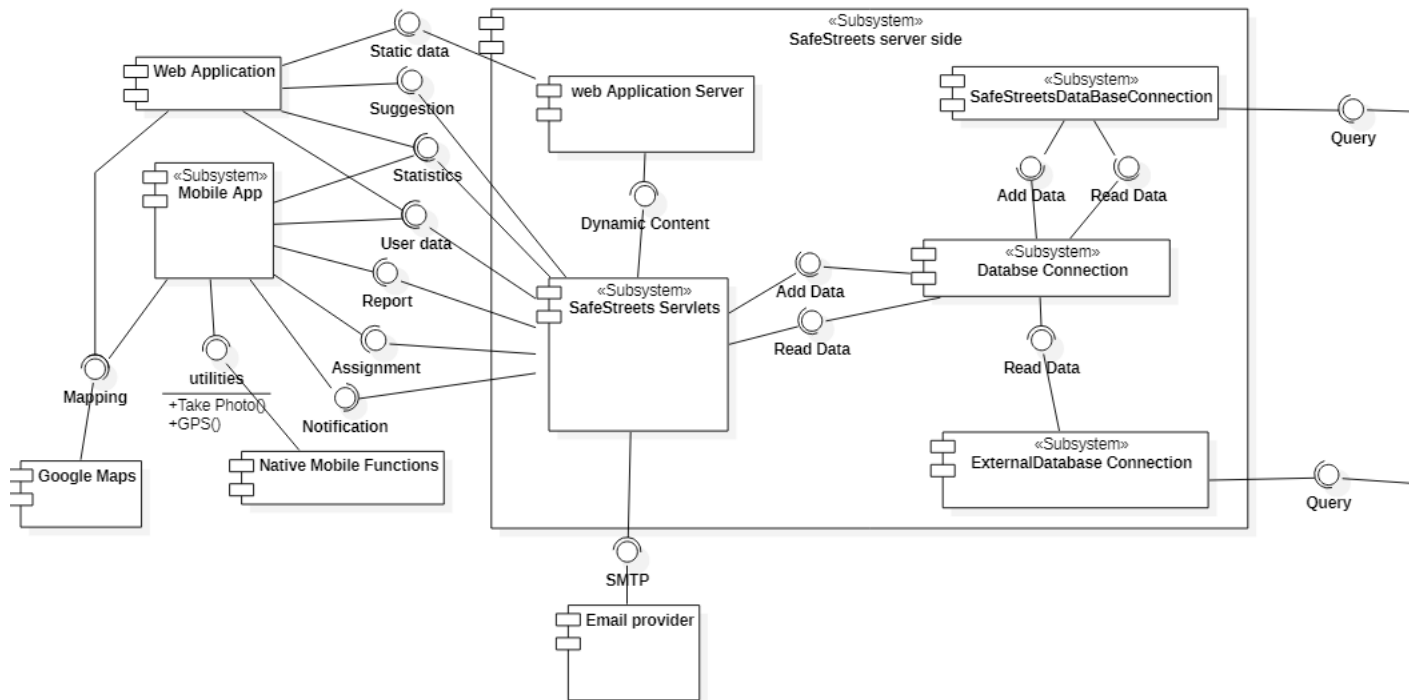 «Subsystem»
SafeStreets server side
Static data
Web Application
Suggestion
web Application Server
«Subsystem»
SafeStreetsDataBaseConnection
Query
Statistics
«Subsystem»
Mobile App
Add Data
Read Data
Dynamic Content
User data
«Subsystem»
Databse Connection
Report
«Subsystem»
SafeStreets Servlets
Add Data
Read Data
Assignment
Read Data
utilities
+Take Photo()
+GPS()
Mapping
Notification
Google Maps
Native Mobile Functions
«Subsystem»
ExternalDatabase Connection
Query
SMTP
Email provider